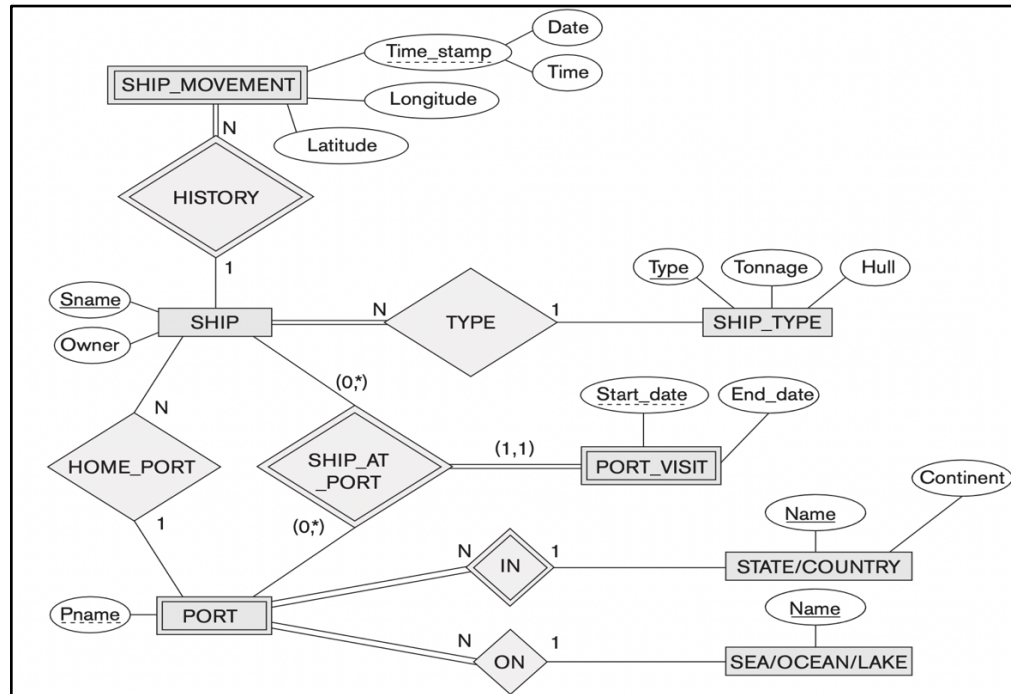 Date
Time_stamp
SHIP_MOVEMENT
Time
Longitude
N
Latitude
HISTORY
1
Type
Tonnage
Hull
Sname
N
1
SHIP
TYPE
SHIP_TYPE
Owner
(0,*)
Start_date
End_date
N
(1,1)
HOME_PORT
SHIP_AT
_PORT
PORT_VISIT
Continent
1
(0,*)
Name
N
1
IN
STATE/COUNTRY
Pname
PORT
Name
N
1
ON
SEA/OCEAN/LAKE